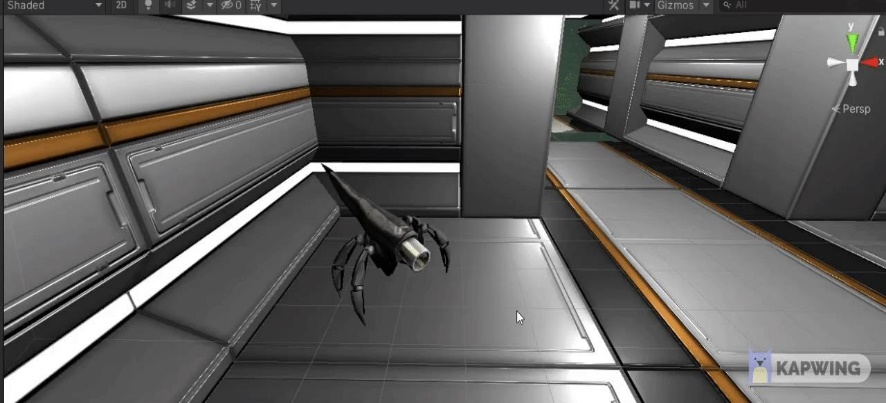 Shaded 2D 0 Gizmos All
y
x
< Persp
KAPWING